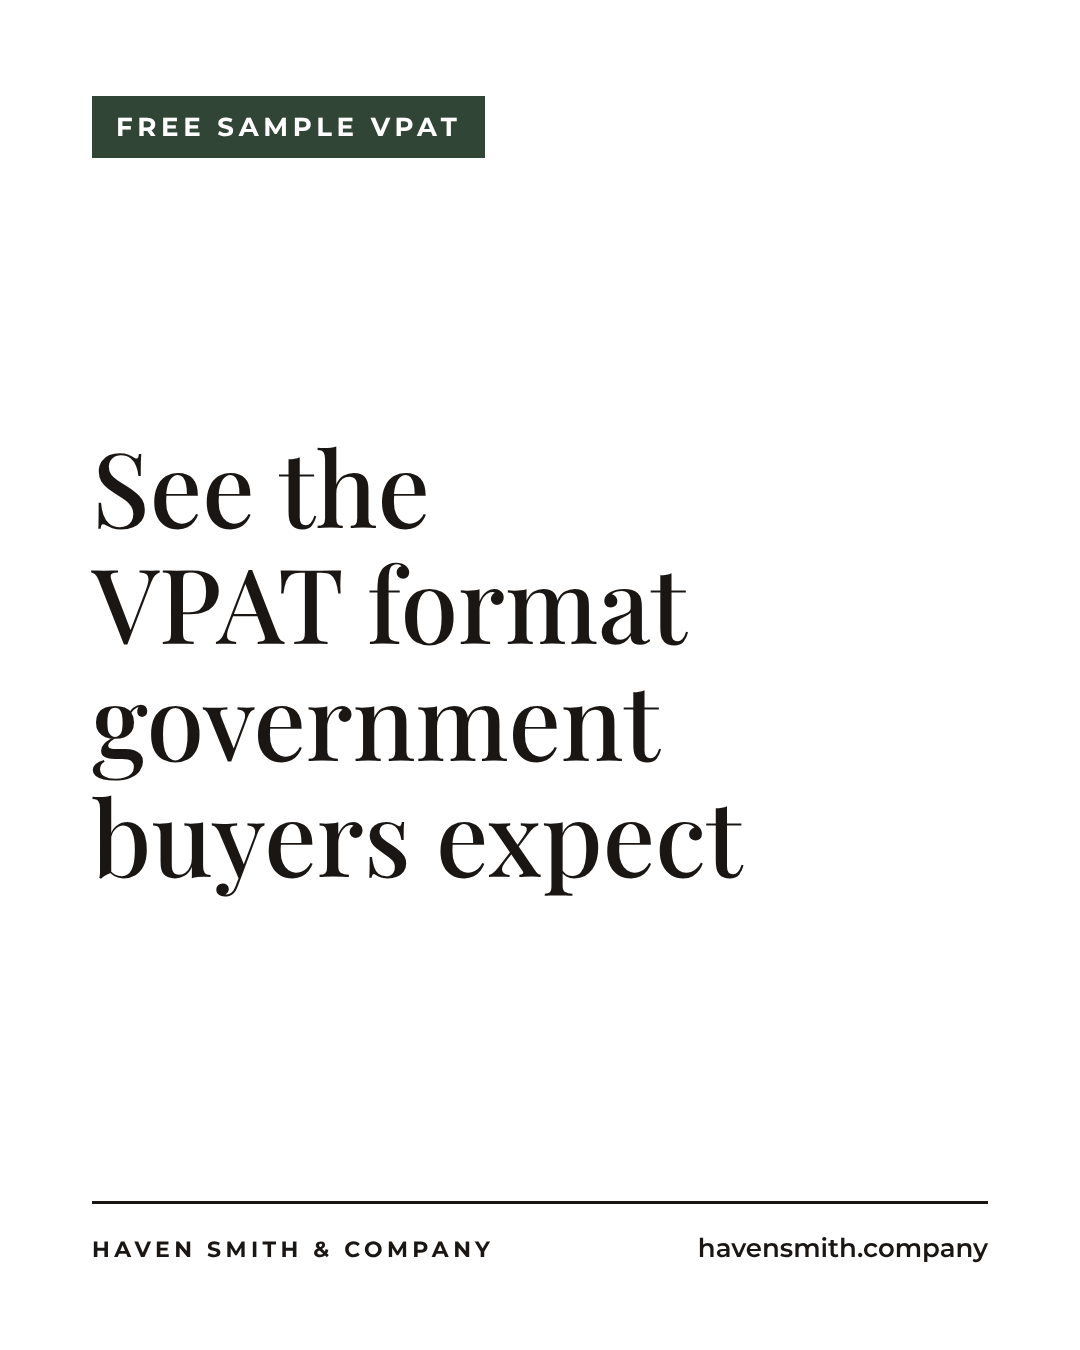 FREE SAMPLE VPAT
See the
VPAT format
government
buyers expect
HAVEN SMITH & COMPANY
havensmith.company